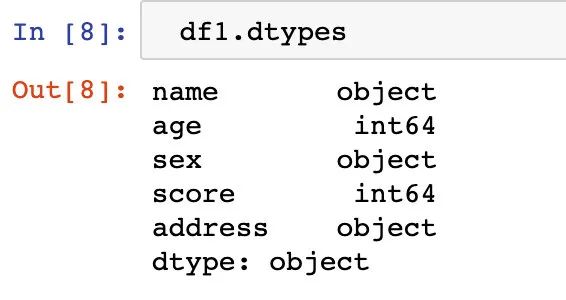 In [8]: df1.dtypes
Out[8]: name object
age int64
sex object
score int64
address object
dtype: object